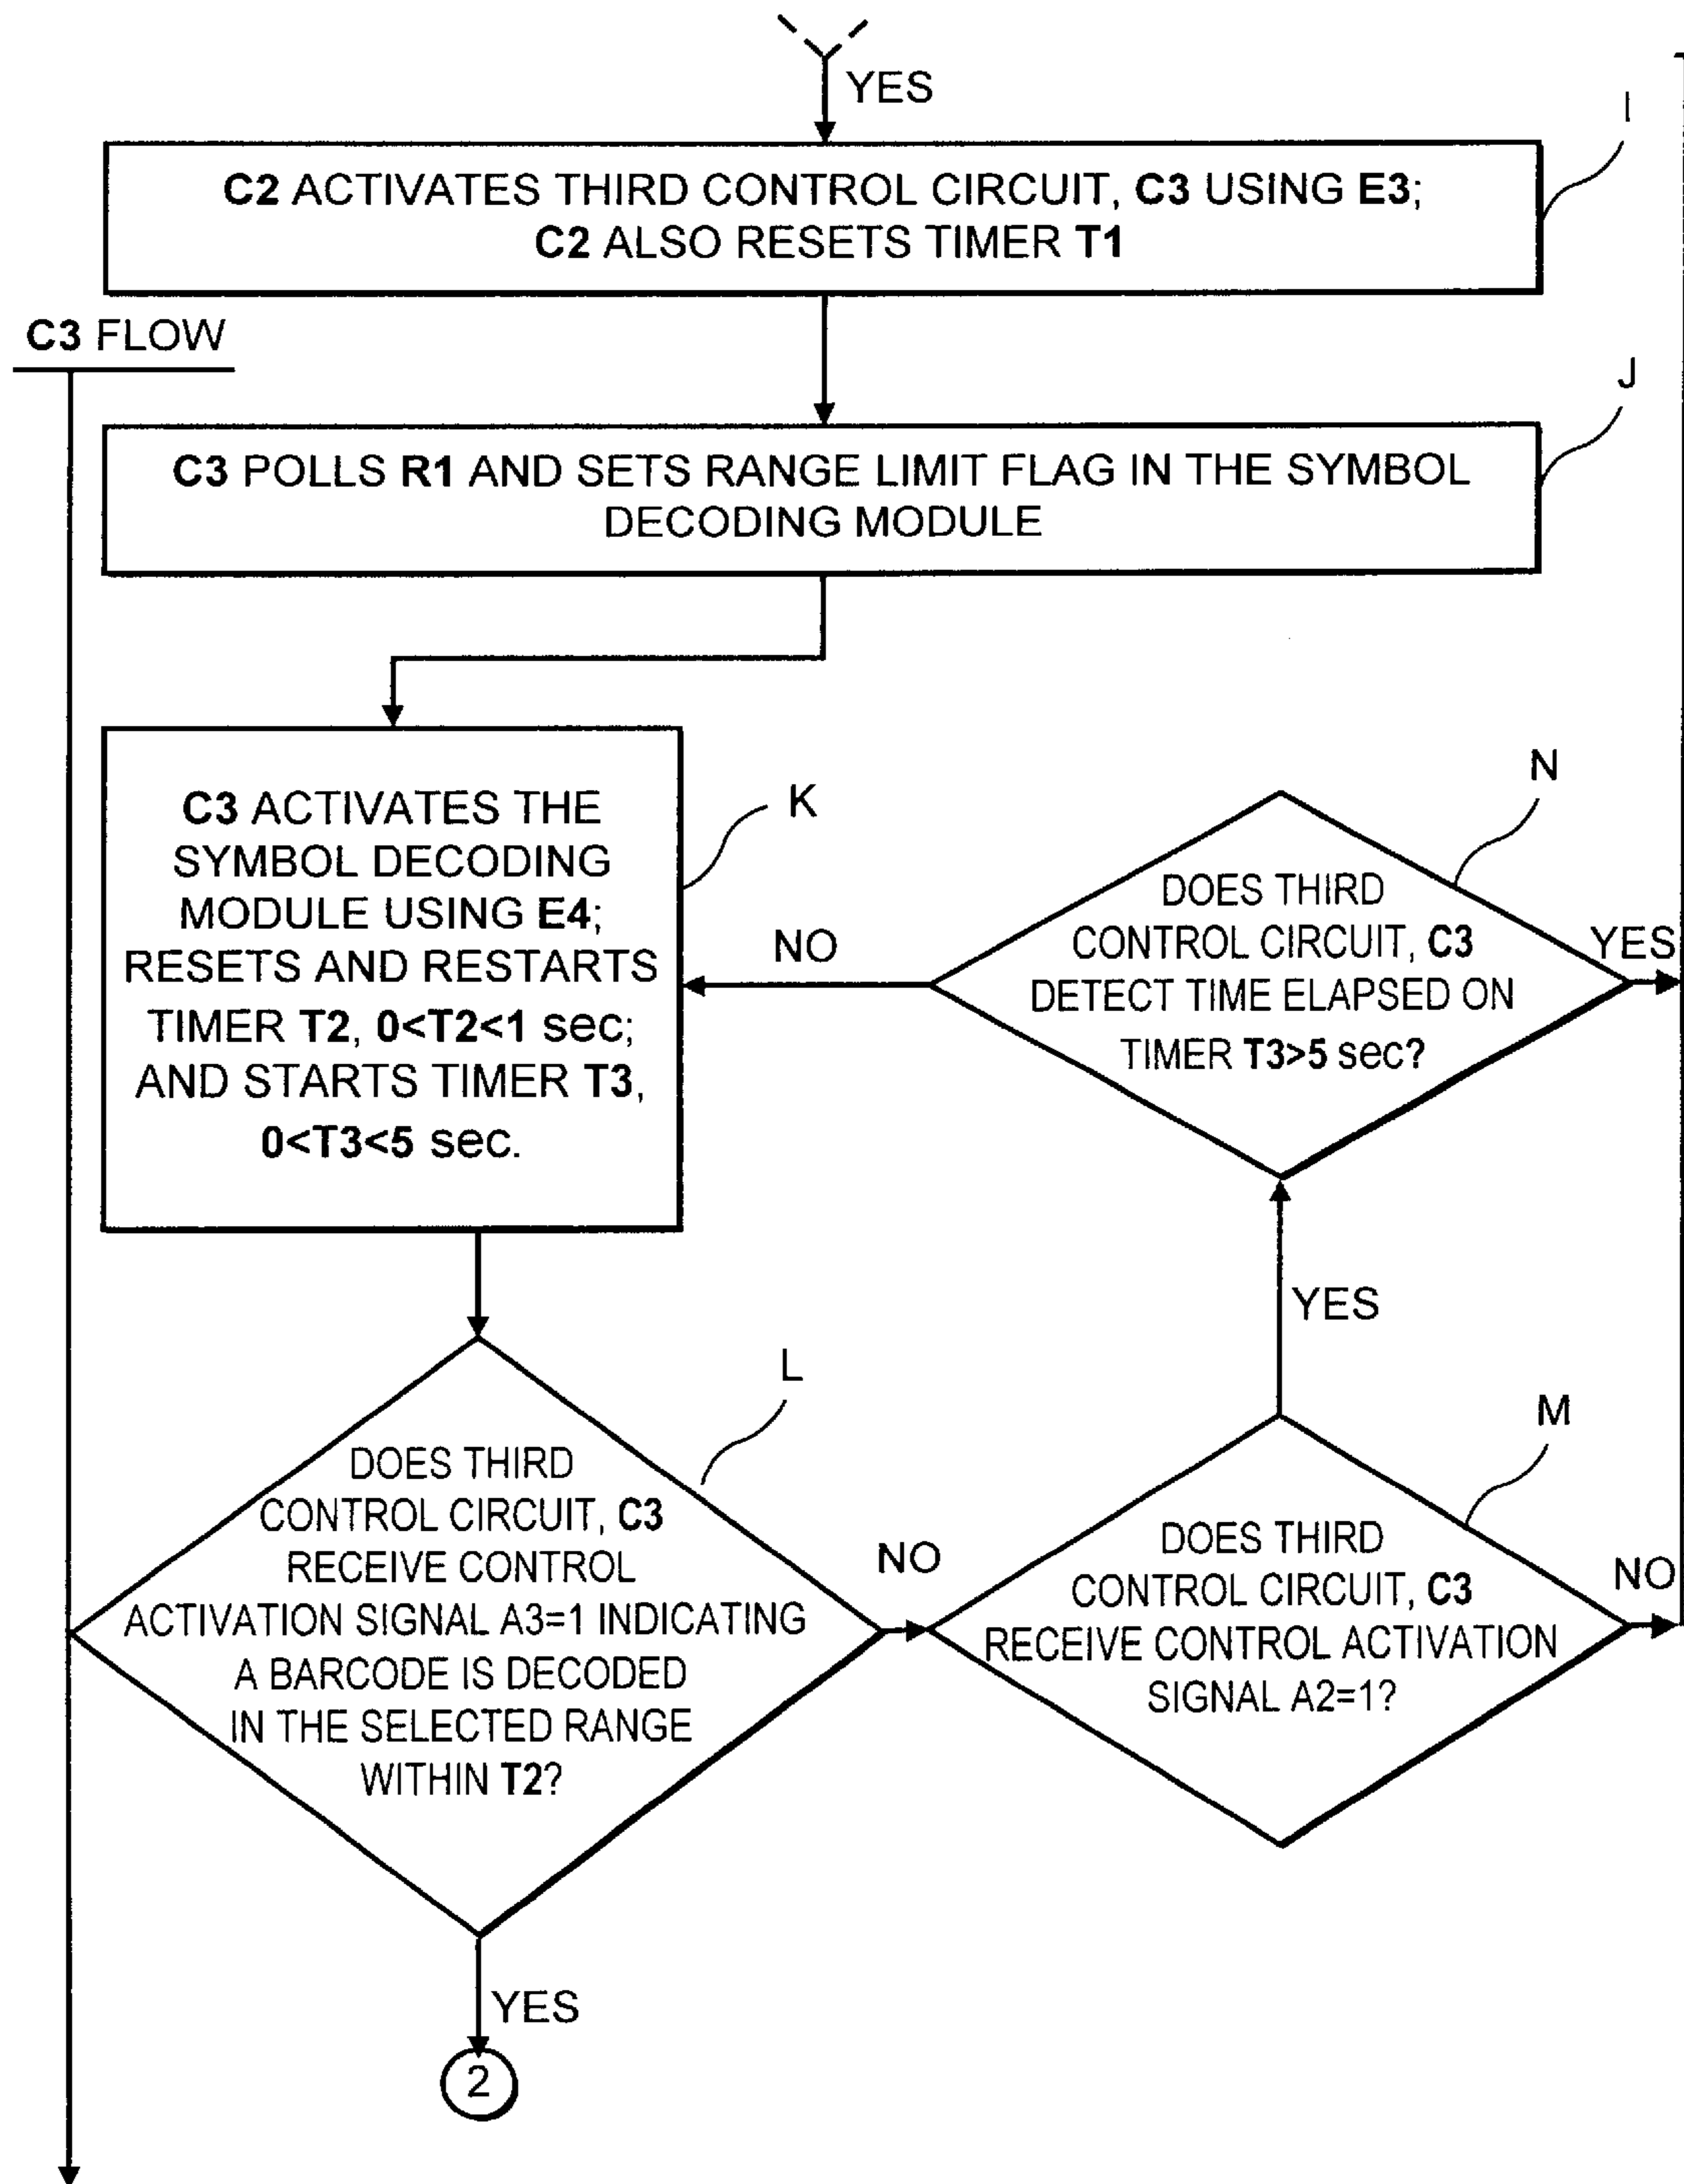 YES
I
C2 ACTIVATES THIRD CONTROL CIRCUIT, C3 USING E3;
C2 ALSO RESETS TIMER T1
C3 FLOW
J
C3 POLLS R1 AND SETS RANGE LIMIT FLAG IN THE SYMBOL
DECODING MODULE
K
C3 ACTIVATES THE
SYMBOL DECODING
MODULE USING E4;
RESETS AND RESTARTS
TIMER T2, 0<T2<1 sec;
AND STARTS TIMER T3,
0<T3<5 sec.
N
DOES THIRD
CONTROL CIRCUIT, C3
DETECT TIME ELAPSED ON
TIMER T3>5 sec?
NO
YES
YES
L
DOES THIRD
CONTROL CIRCUIT, C3
RECEIVE CONTROL
ACTIVATION SIGNAL A3=1 INDICATING
A BARCODE IS DECODED
IN THE SELECTED RANGE
WITHIN T2?
NO
M
DOES THIRD
CONTROL CIRCUIT, C3
RECEIVE CONTROL ACTIVATION
SIGNAL A2=1?
NO
YES
2